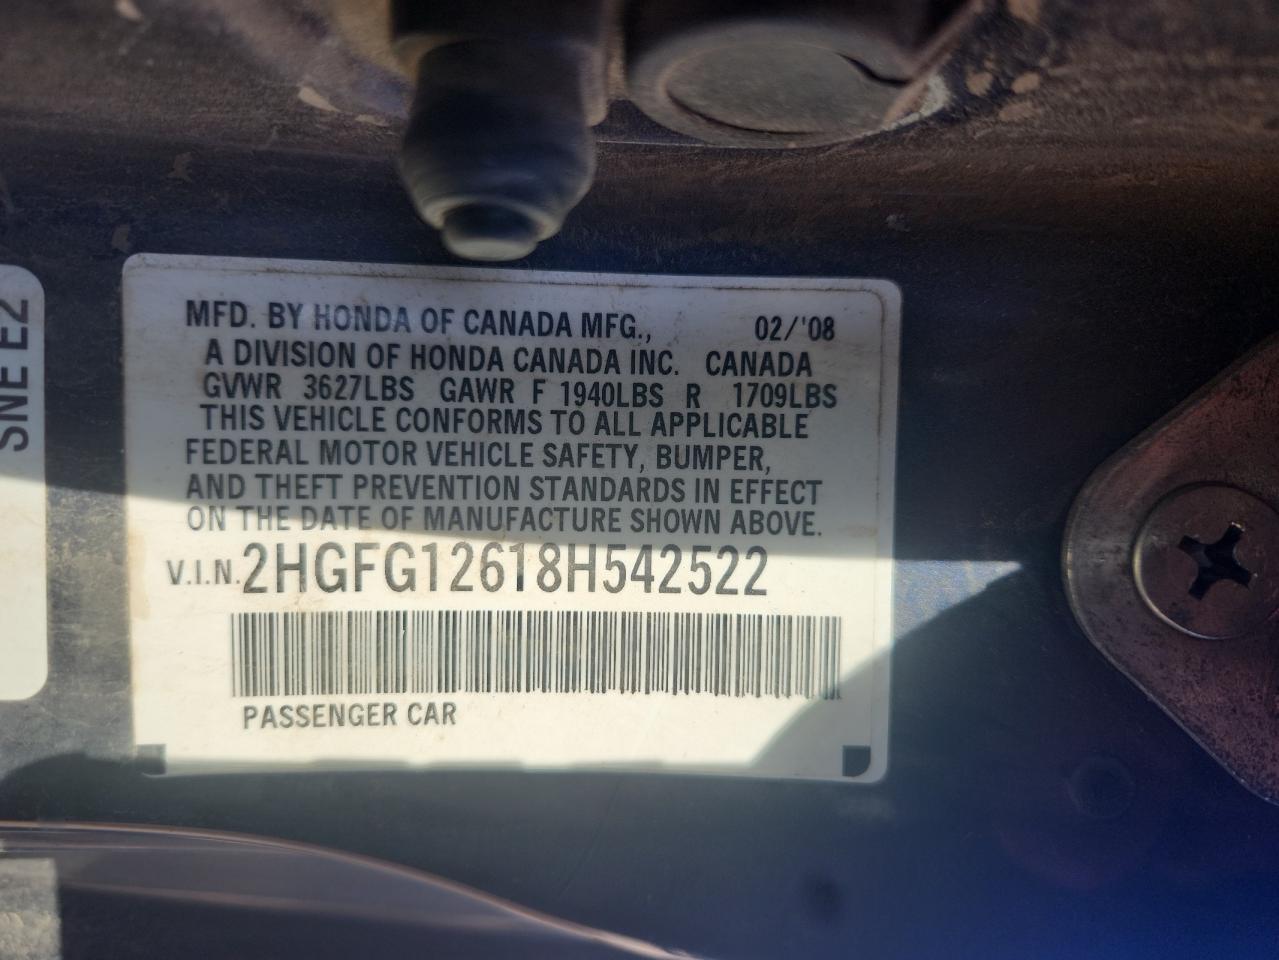 MFD. BY HONDA OF CANADA MFG., 02/'08
A DIVISION OF HONDA CANADA INC. CANADA
GVWR 3627LBS GAWR F 1940LBS R 1709LBS
THIS VEHICLE CONFORMS TO ALL APPLICABLE
FEDERAL MOTOR VEHICLE SAFETY, BUMPER,
AND THEFT PREVENTION STANDARDS IN EFFECT
ON THE DATE OF MANUFACTURE SHOWN ABOVE.
V.I.N. 2HGFG12618H542522
PASSENGER CAR
SNE E2